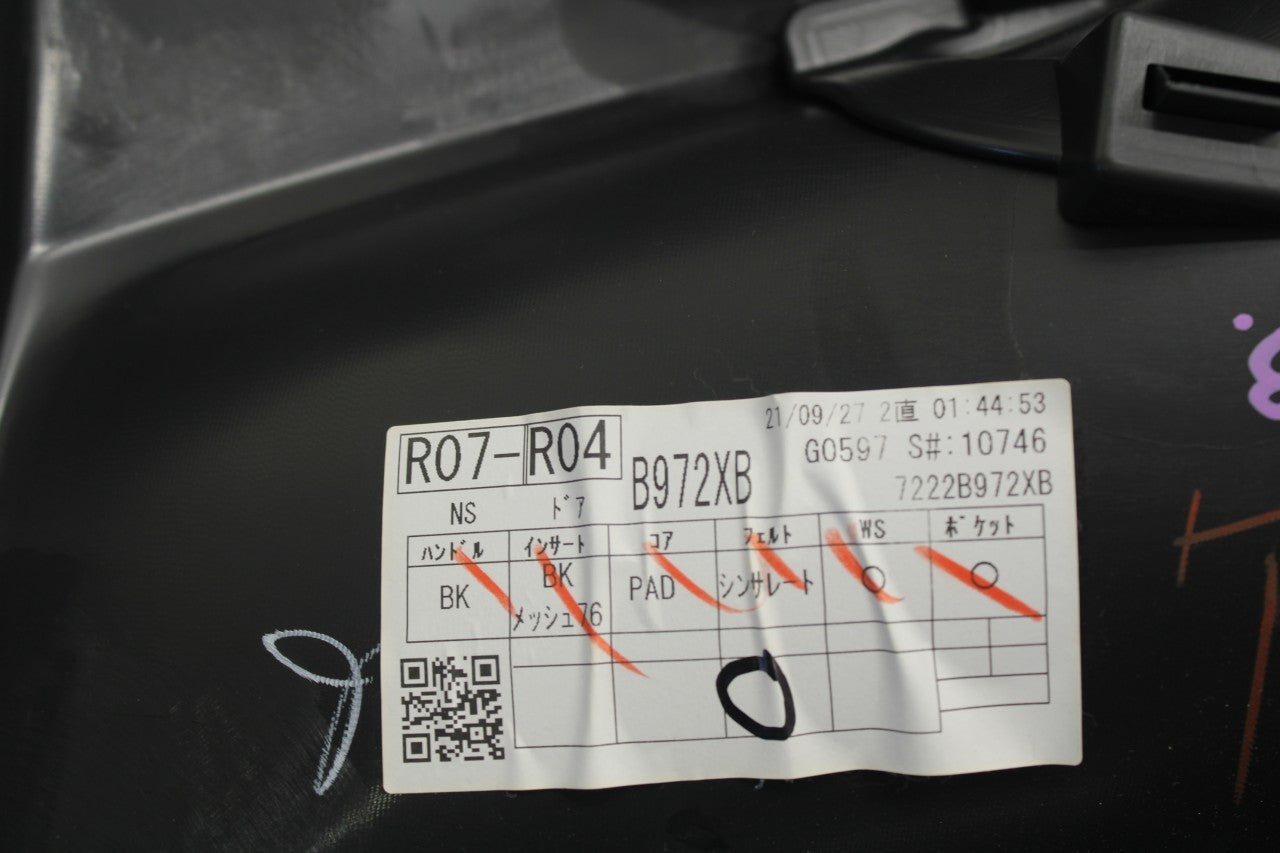 21/09/27 2直 01:44:53
R07-R04
B972XB
G0597 S#:10746
7222B972XB
NS ドア
ハンドル インサート コア フェルト WS ポケット
BK BK メッシュ76 PAD シンサレート ○ ○